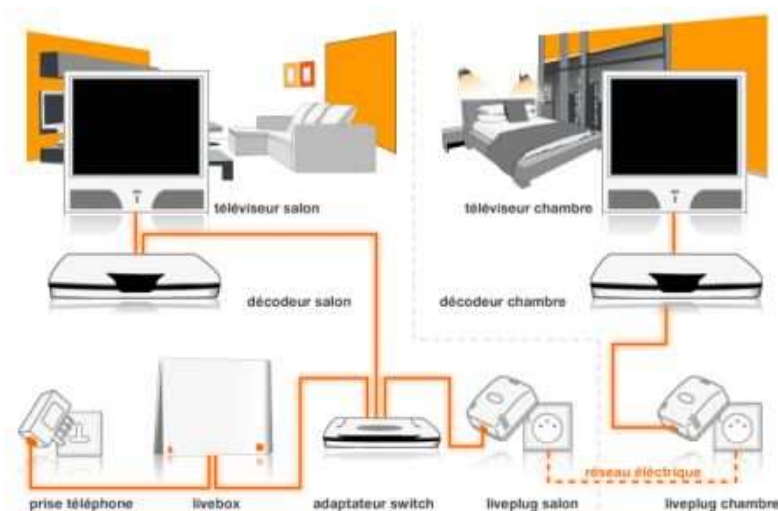 téléviseur salon
téléviseur chambre
décodeur salon
décodeur chambre
réseau électrique
prise téléphone
livebox
adaptateur switch
liveplug salon
liveplug chambre